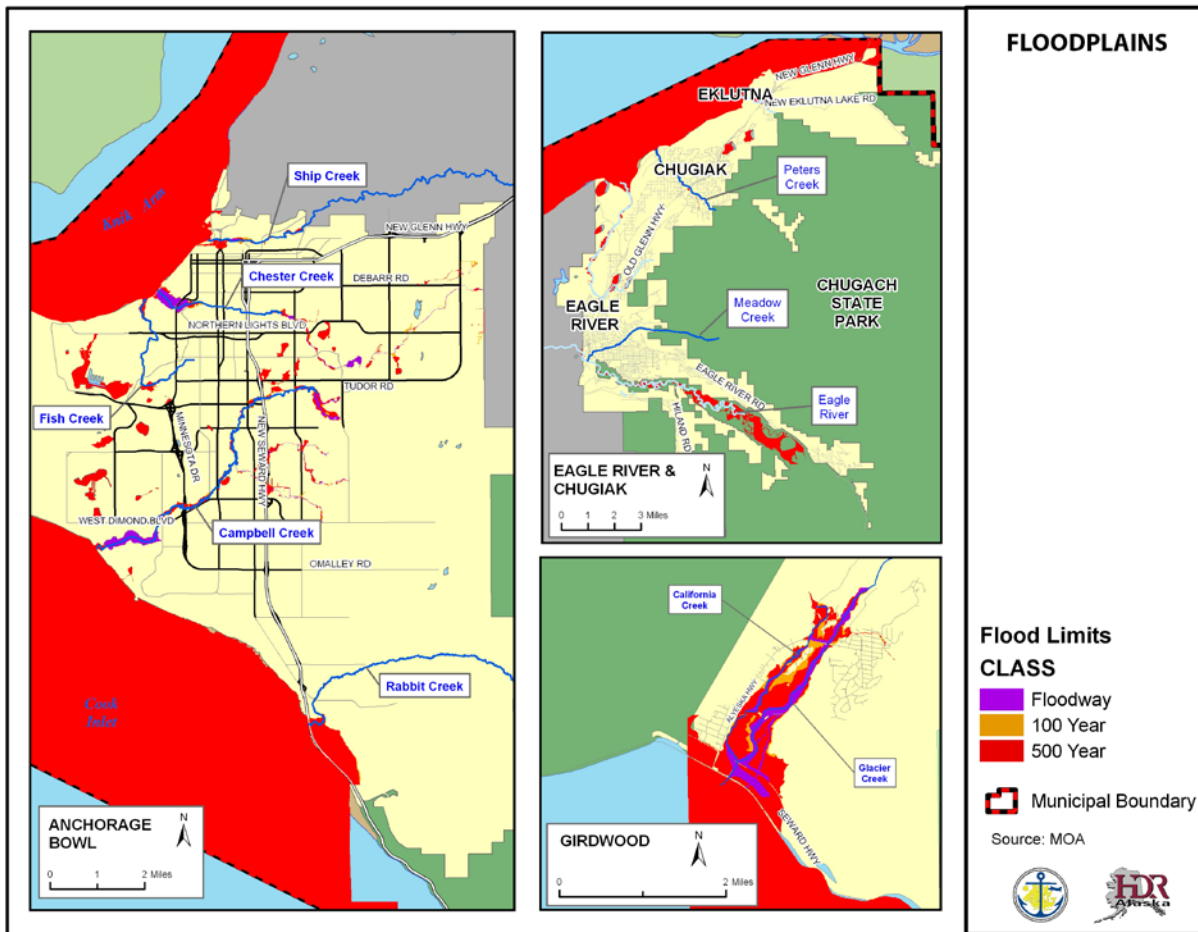 Knik Arm
Ship Creek
NEW GLENN HWY
Chester Creek
DEBARR RD
NORTHERN LIGHTS BLVD
TUDOR RD
Fish Creek
MINNESOTA DR
NEW SEWARD HWY
WEST DIMOND BLVD
Campbell Creek
OMALLEY RD
Rabbit Creek
Cook
Inlet
ANCHORAGE
BOWL
N
0 1 2 Miles
NEW GLENN HWY
EKLUTNA
NEW EKLUTNA LAKE RD
CHUGIAK
Peters
Creek
OLD GLENN HWY
CHUGACH
STATE
PARK
EAGLE
RIVER
Meadow
Creek
EAGLE RIVER RD
Eagle
River
HILAND RD
EAGLE RIVER &
CHUGIAK
N
0 1 2 3 Miles
California
Creek
ALYESKA HWY
Glacier
Creek
SEWARD HWY
GIRDWOOD
N
0 2 Miles
FLOODPLAINS
Flood Limits
CLASS
Floodway
100 Year
500 Year
Municipal Boundary
Source: MOA
HDR
Alaska